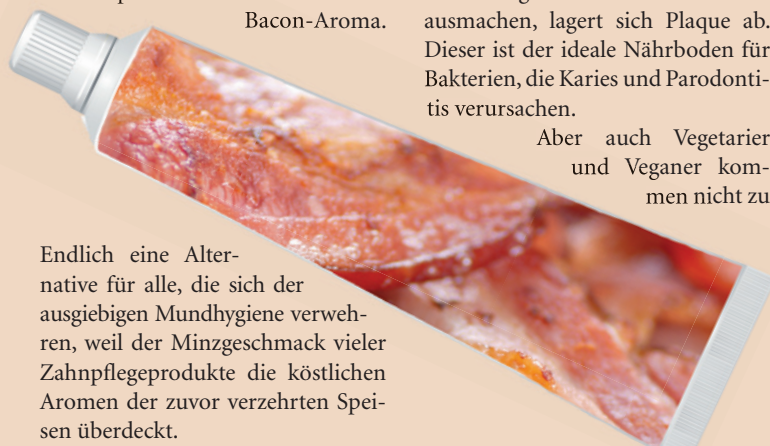 Bacon-Aroma.
Endlich eine Alter-
native für alle, die sich der
ausgiebigen Mundhygiene verweh-
ren, weil der Minzgeschmack vieler
Zahnpflegeprodukte die köstlichen
Aromen der zuvor verzehrten Spei-
sen überdeckt.
ausmachen, lagert sich Plaque ab.
Dieser ist der ideale Nährboden für
Bakterien, die Karies und Parodonti-
tis verursachen.
Aber auch Vegetarier
und Veganer kom-
men nicht zu